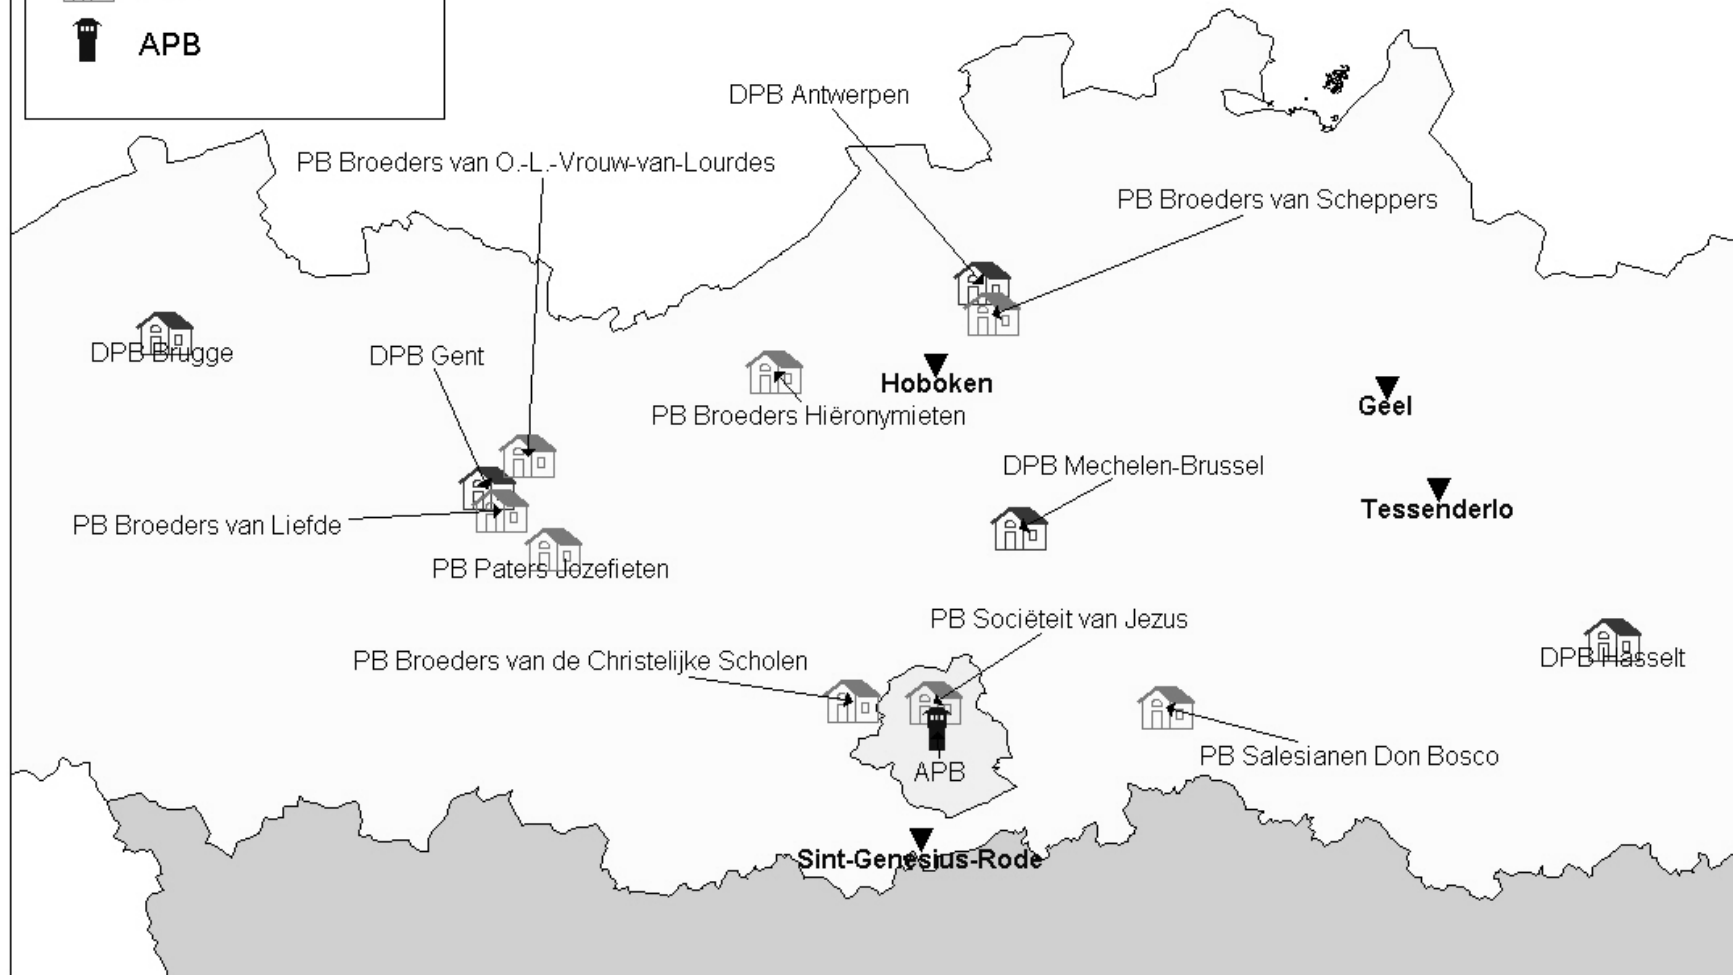 APB
DPB Antwerpen
PB Broeders van O.-L.-Vrouw-van-Lourdes
PB Broeders van Scheppers
DPB Brugge
DPB Gent
Hoboken
Geel
PB Broeders Hiëronymieten
DPB Mechelen-Brussel
Tessenderlo
PB Broeders van Liefde
PB Paters Jozefieten
PB Sociëteit van Jezus
PB Broeders van de Christelijke Scholen
DPB Hasselt
PB Salesianen Don Bosco
APB
Sint-Genesius-Rode